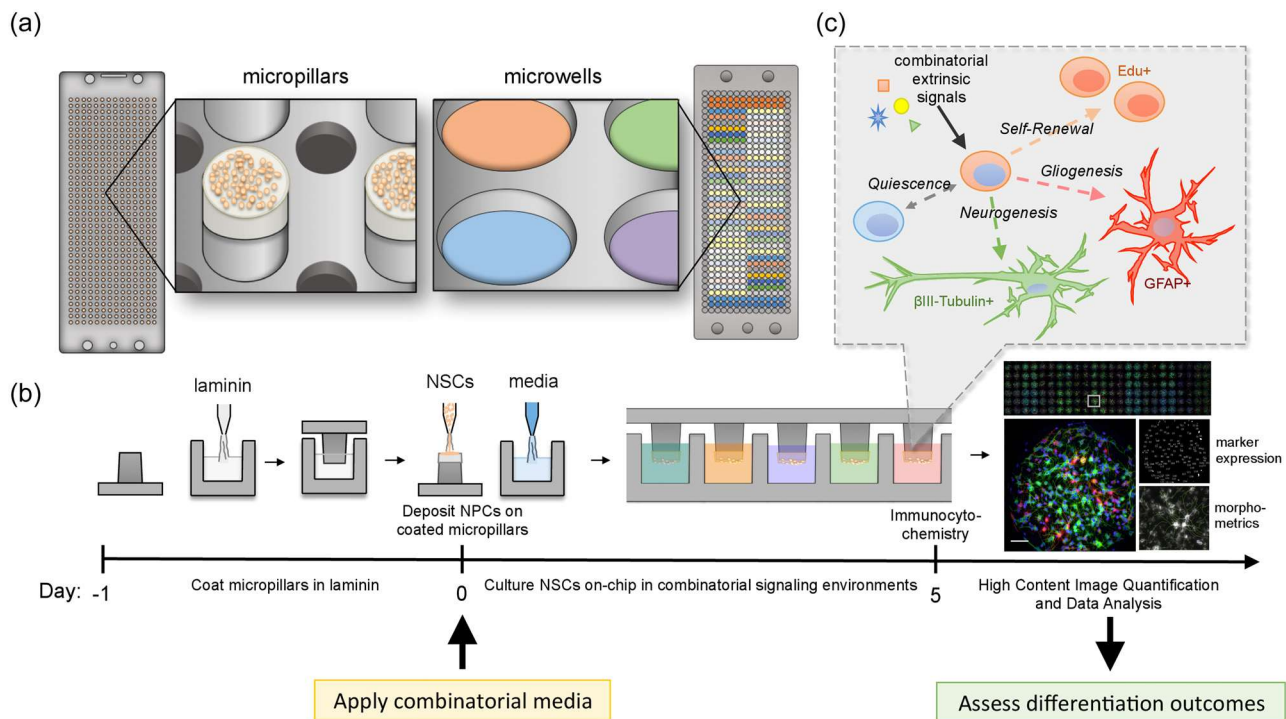 (a)
micropillars
microwells
(c)
combinatorial
extrinsic
signals
Edu+
Self-Renewal
Quiescence
Gliogenesis
Neurogenesis
βIII-Tubulin+
GFAP+
(b)
laminin
NSCs
media
Deposit NPCs on
coated micropillars
Immunocyto-
chemistry
marker
expression
morpho-
metrics
Day: -1
Coat micropillars in laminin
0
Culture NSCs on-chip in combinatorial signaling environments
5
High Content Image Quantification
and Data Analysis
Apply combinatorial media
Assess differentiation outcomes